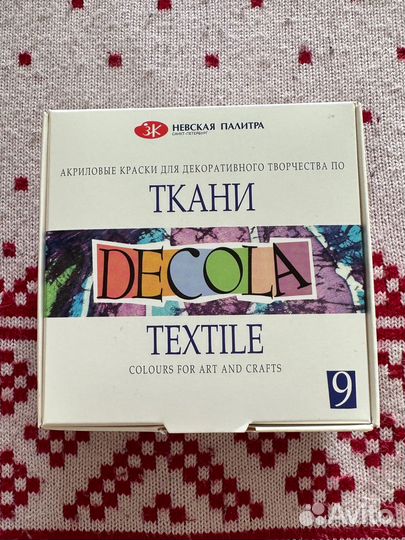 ЗК НЕВСКАЯ ПАЛИТРА
САНКТ-ПЕТЕРБУРГ
АКРИЛОВЫЕ КРАСКИ ДЛЯ ДЕКОРАТИВНОГО ТВОРЧЕСТВА ПО
ТКАНИ
DECOLA
TEXTILE
COLOURS FOR ART AND CRAFTS
9
Avito